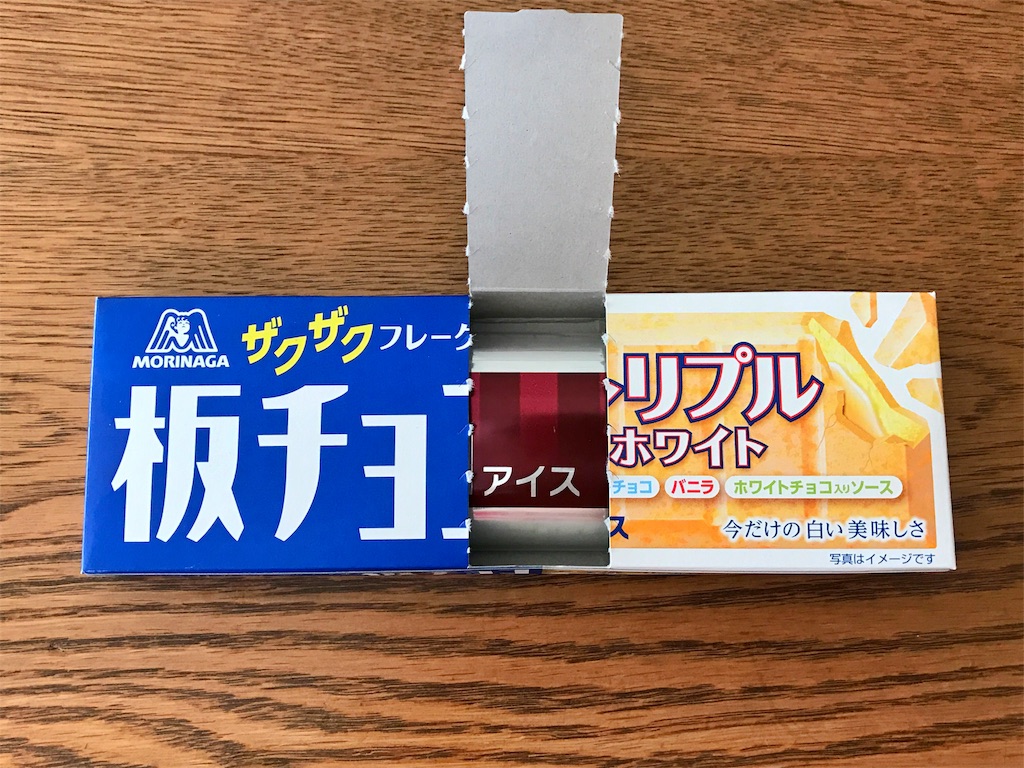 MORINAGA
ザクザクフレーク
板チョコ
アイス
トリプル
ホワイト
チョコ バニラ ホワイトチョコ入りソース
ス
今だけの白い美味しさ
写真はイメージです